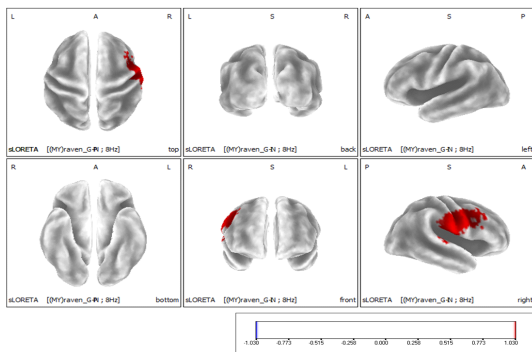 L A R
L S R
A S P
sLORETA [(MY)raven_G-N ; 8Hz] top
sLORETA [(MY)raven_G-N ; 8Hz] back
sLORETA [(MY)raven_G-N ; 8Hz] left
R A L
R S L
P S A
sLORETA [(MY)raven_G-N ; 8Hz] bottom
sLORETA [(MY)raven_G-N ; 8Hz] front
sLORETA [(MY)raven_G-N ; 8Hz] right
-1.030 -0.773 -0.515 -0.258 0.000 0.258 0.515 0.773 1.030